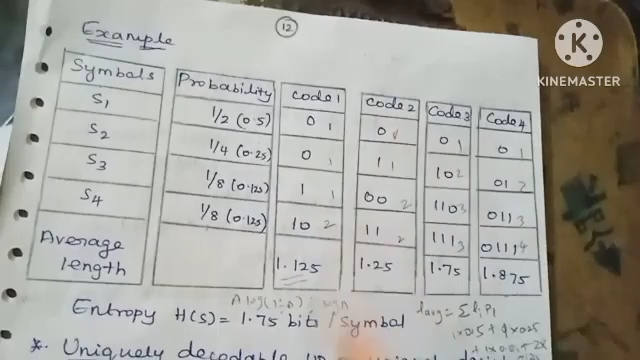 Example
12
KINEMASTER
Symbols Probability Code 1 Code 2 Code 3 Code 4
S1 1/2 (0.5) 0 1 0 1 0 1 0 1
S2 1/4 (0.25) 0 1 1 1 10 2 01 2
S3 1/8 (0.125) 1 1 00 2 110 3 011 3
S4 1/8 (0.125) 10 2 11 2 111 3 0111 4
Average length 1.125 1.25 1.75 1.875
Entropy H(S) = 1.75 bits / Symbol
* Uniquely decodable